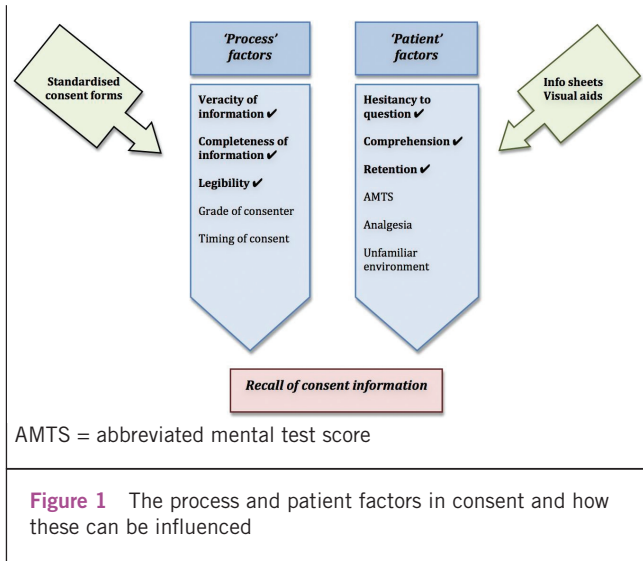 Standardised
consent forms
'Process'
factors
Veracity of
information ✔
Completeness of
information ✔
Legibility ✔
Grade of consenter
Timing of consent
'Patient'
factors
Hesitancy to
question ✔
Comprehension ✔
Retention ✔
AMTS
Analgesia
Unfamiliar
environment
Info sheets
Visual aids
Recall of consent information
AMTS = abbreviated mental test score
Figure 1 The process and patient factors in consent and how
these can be influenced